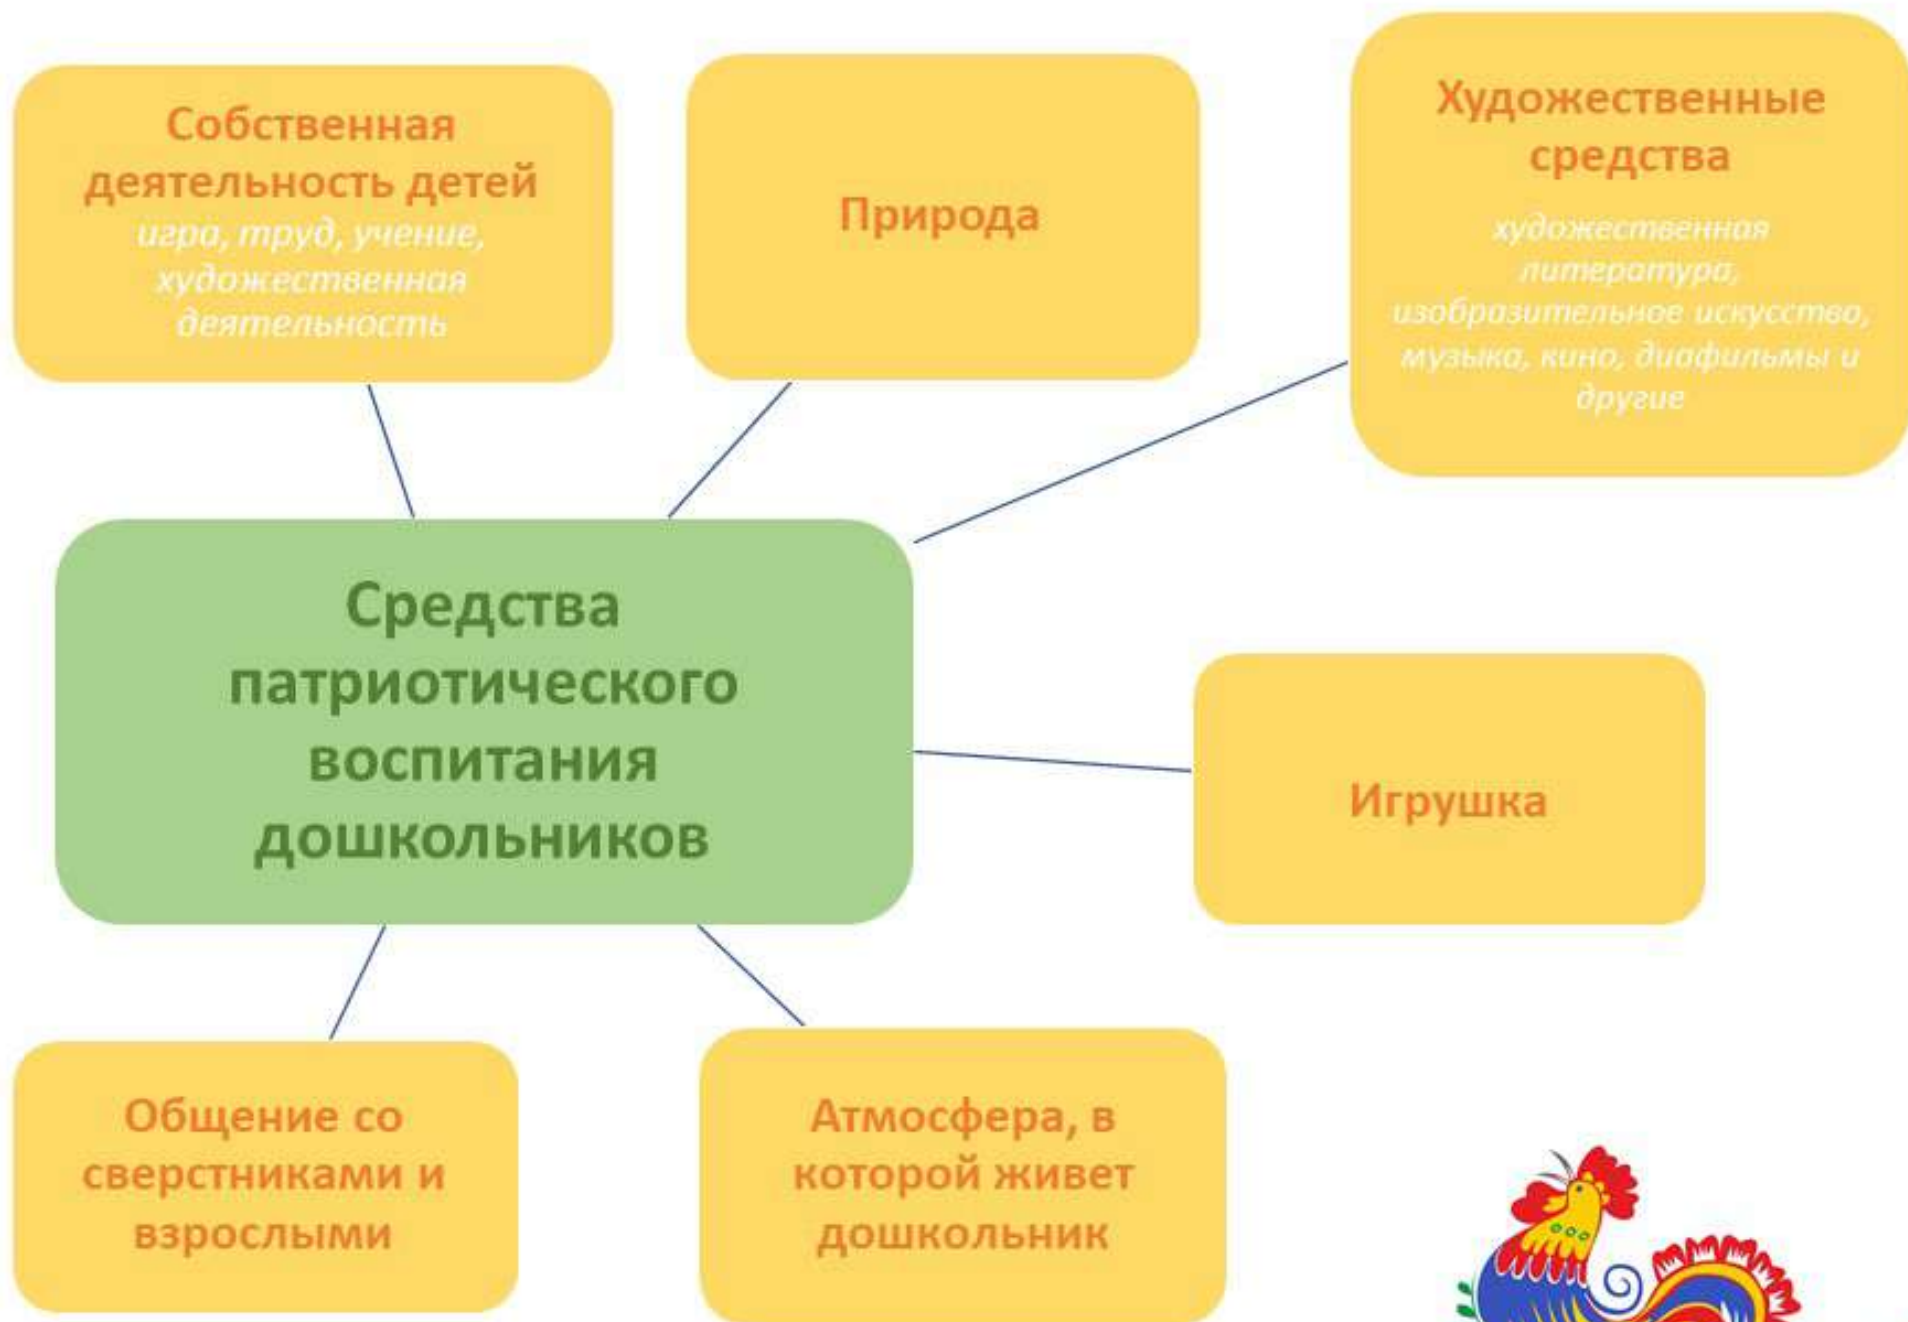 Собственная
деятельность детей
игра, труд, учение,
художественная
деятельность
Природа
Художественные
средства
художественная
литература,
изобразительное искусство,
музыка, кино, диафильмы и
другие
Средства
патриотического
воспитания
дошкольников
Игрушка
Общение со
сверстниками и
взрослыми
Атмосфера, в
которой живет
дошкольник